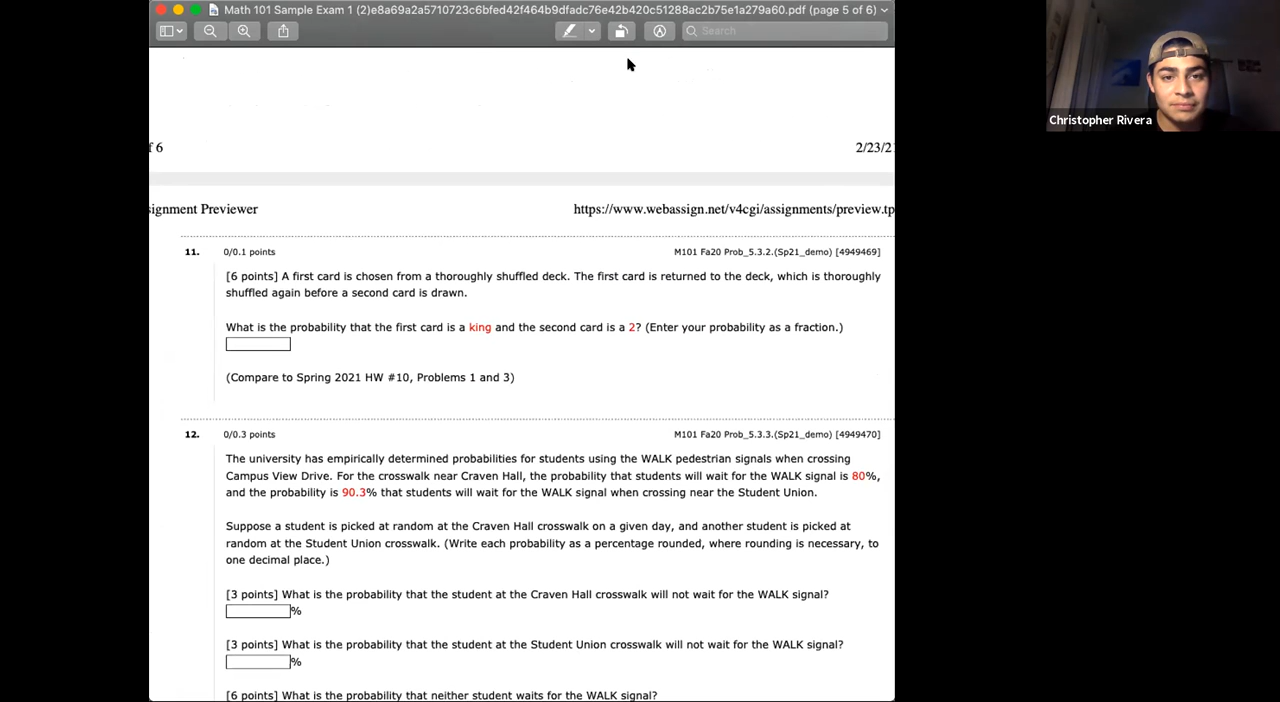 Math 101 Sample Exam 1 (2)e8a69a2a5710723c6bfed42f464b9dfadc76e42b420c51288ac2b75e1a279a60.pdf (page 5 of 6)
Search
Christopher Rivera
f 6
2/23/2
signment Previewer
https://www.webassign.net/v4cgi/assignments/preview.tp
11.
0/0.1 points
M101 Fa20 Prob_5.3.2.(Sp21_demo) [4949469]
[6 points] A first card is chosen from a thoroughly shuffled deck. The first card is returned to the deck, which is thoroughly
shuffled again before a second card is drawn.
What is the probability that the first card is a king and the second card is a 2? (Enter your probability as a fraction.)
(Compare to Spring 2021 HW #10, Problems 1 and 3)
12.
0/0.3 points
M101 Fa20 Prob_5.3.3.(Sp21_demo) [4949470]
The university has empirically determined probabilities for students using the WALK pedestrian signals when crossing
Campus View Drive. For the crosswalk near Craven Hall, the probability that students will wait for the WALK signal is 80%,
and the probability is 90.3% that students will wait for the WALK signal when crossing near the Student Union.
Suppose a student is picked at random at the Craven Hall crosswalk on a given day, and another student is picked at
random at the Student Union crosswalk. (Write each probability as a percentage rounded, where rounding is necessary, to
one decimal place.)
[3 points] What is the probability that the student at the Craven Hall crosswalk will not wait for the WALK signal?
%
[3 points] What is the probability that the student at the Student Union crosswalk will not wait for the WALK signal?
%
[6 points] What is the probability that neither student waits for the WALK signal?